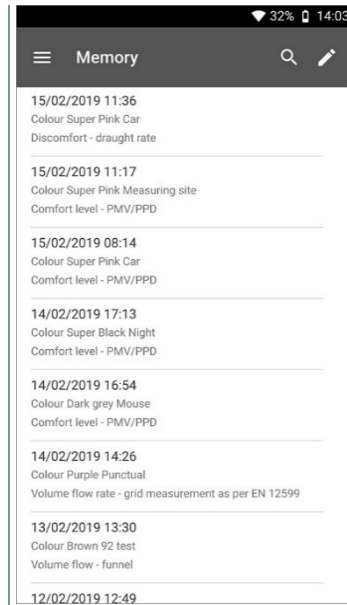 32% 14:03
Memory
15/02/2019 11:36
Colour Super Pink Car
Discomfort - draught rate
15/02/2019 11:17
Colour Super Pink Measuring site
Comfort level - PMV/PPD
15/02/2019 08:14
Colour Super Pink Car
Comfort level - PMV/PPD
14/02/2019 17:13
Colour Super Black Night
Comfort level - PMV/PPD
14/02/2019 16:54
Colour Dark grey Mouse
Comfort level - PMV/PPD
14/02/2019 14:26
Colour Purple Punctual
Volume flow rate - grid measurement as per EN 12599
13/02/2019 13:30
Colour Brown 92 test
Volume flow - funnel
12/02/2019 12:49